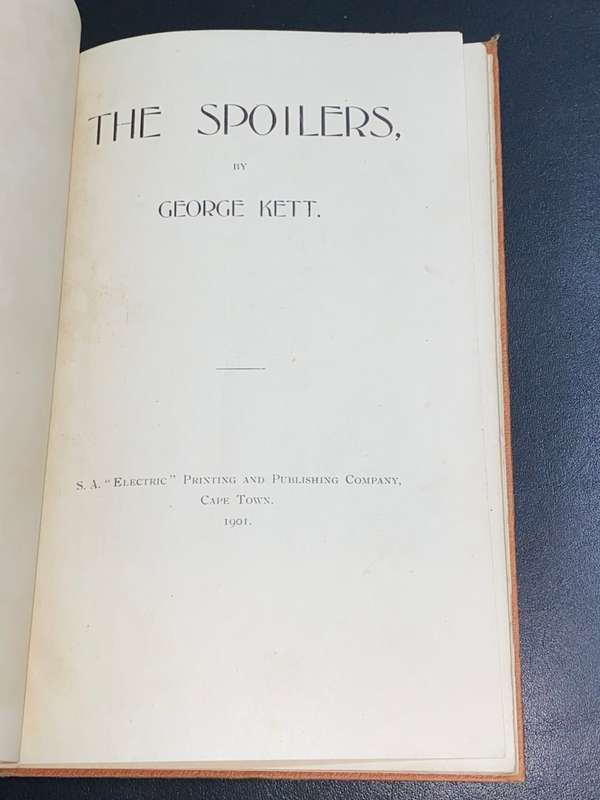 THE SPOILERS,
BY
GEORGE KETT.
S. A. "ELECTRIC" PRINTING AND PUBLISHING COMPANY,
CAPE TOWN.
1901.